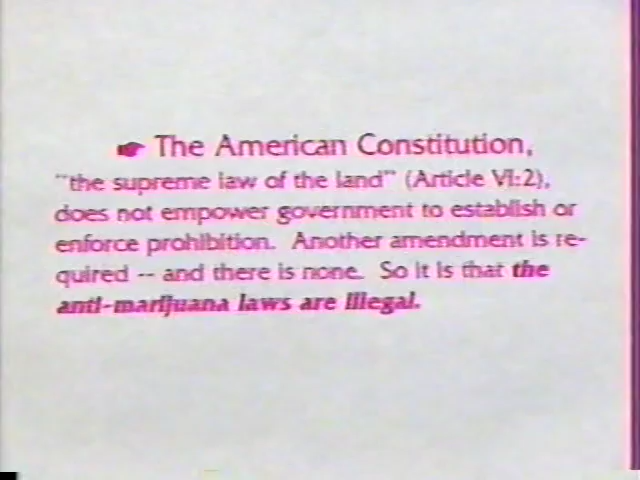 ☛ The American Constitution,
"the supreme law of the land" (Article VI:2),
does not empower government to establish or
enforce prohibition. Another amendment is re-
quired -- and there is none. So it is that the
anti-marijuana laws are illegal.